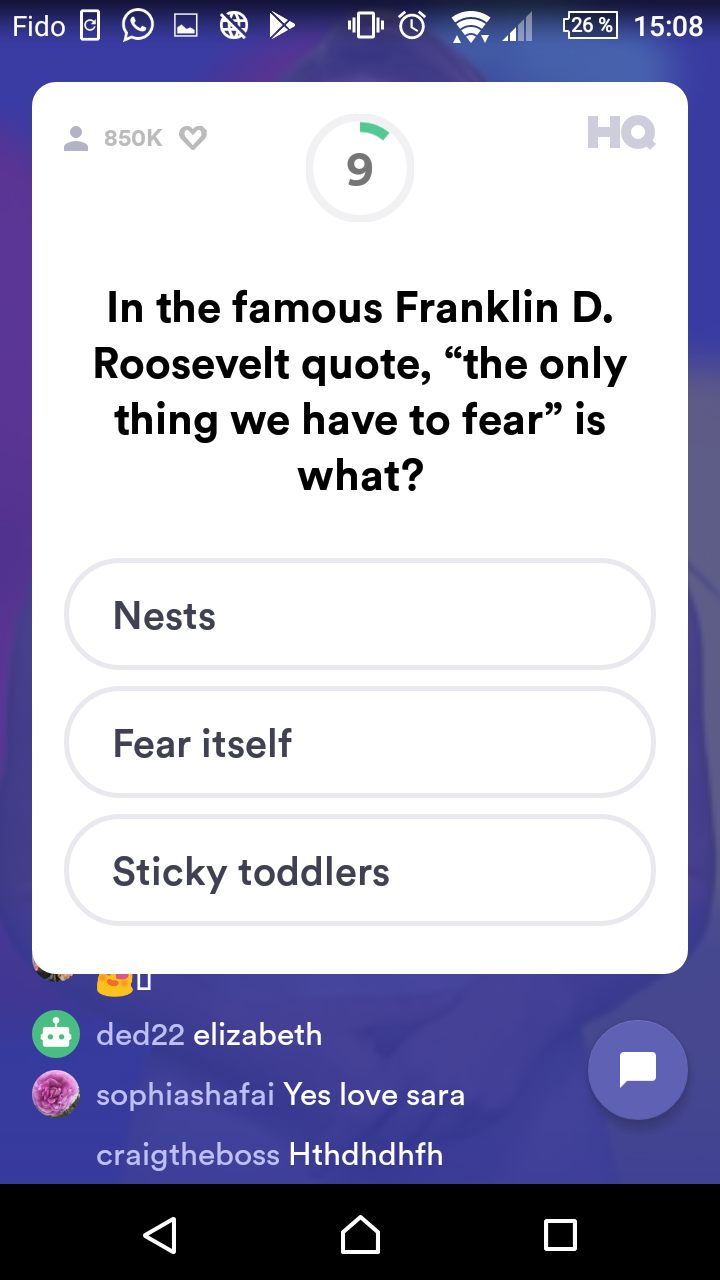 Fido 26 % 15:08
850K 9 HQ
In the famous Franklin D.
Roosevelt quote, “the only
thing we have to fear” is
what?
Nests
Fear itself
Sticky toddlers
ded22 elizabeth
sophiashafai Yes love sara
craigtheboss Hthdhdhfh